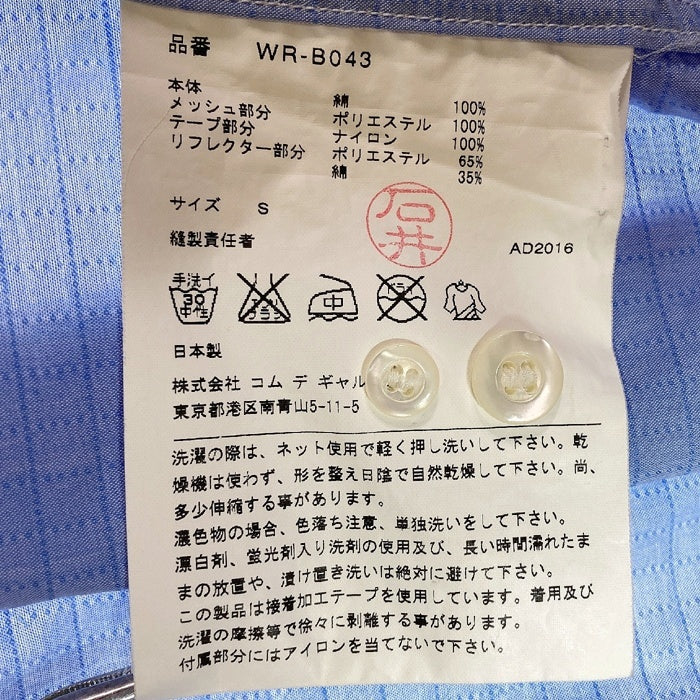 品番 WR-B043
本体 綿 100%
メッシュ部分 ポリエステル 100%
テープ部分 ナイロン 100%
リフレクター部分 ポリエステル 65%
綿 35%
サイズ S
石井
縫製責任者
AD2016
手洗イ
30
中性
エンソ
サラシ
中
ドライ
日本製
株式会社 コム デ ギャル
東京都港区南青山5-11-5
洗濯の際は、ネット使用で軽く押し洗いして下さい。乾
燥機は使わず、形を整え日陰で自然乾燥して下さい。尚、
多少伸縮する事があります。
濃色物の場合、色落ち注意、単独洗いをして下さい。
漂白剤、蛍光剤入り洗剤の使用及び、長い時間濡れたま
まの放置や、漬け置き洗いは絶対に避けて下さい。
この製品は接着加工テープを使用しています。着用及び
洗濯の摩擦等で徐々に剥離する事があります。
付属部分にはアイロンを当てないで下さい。